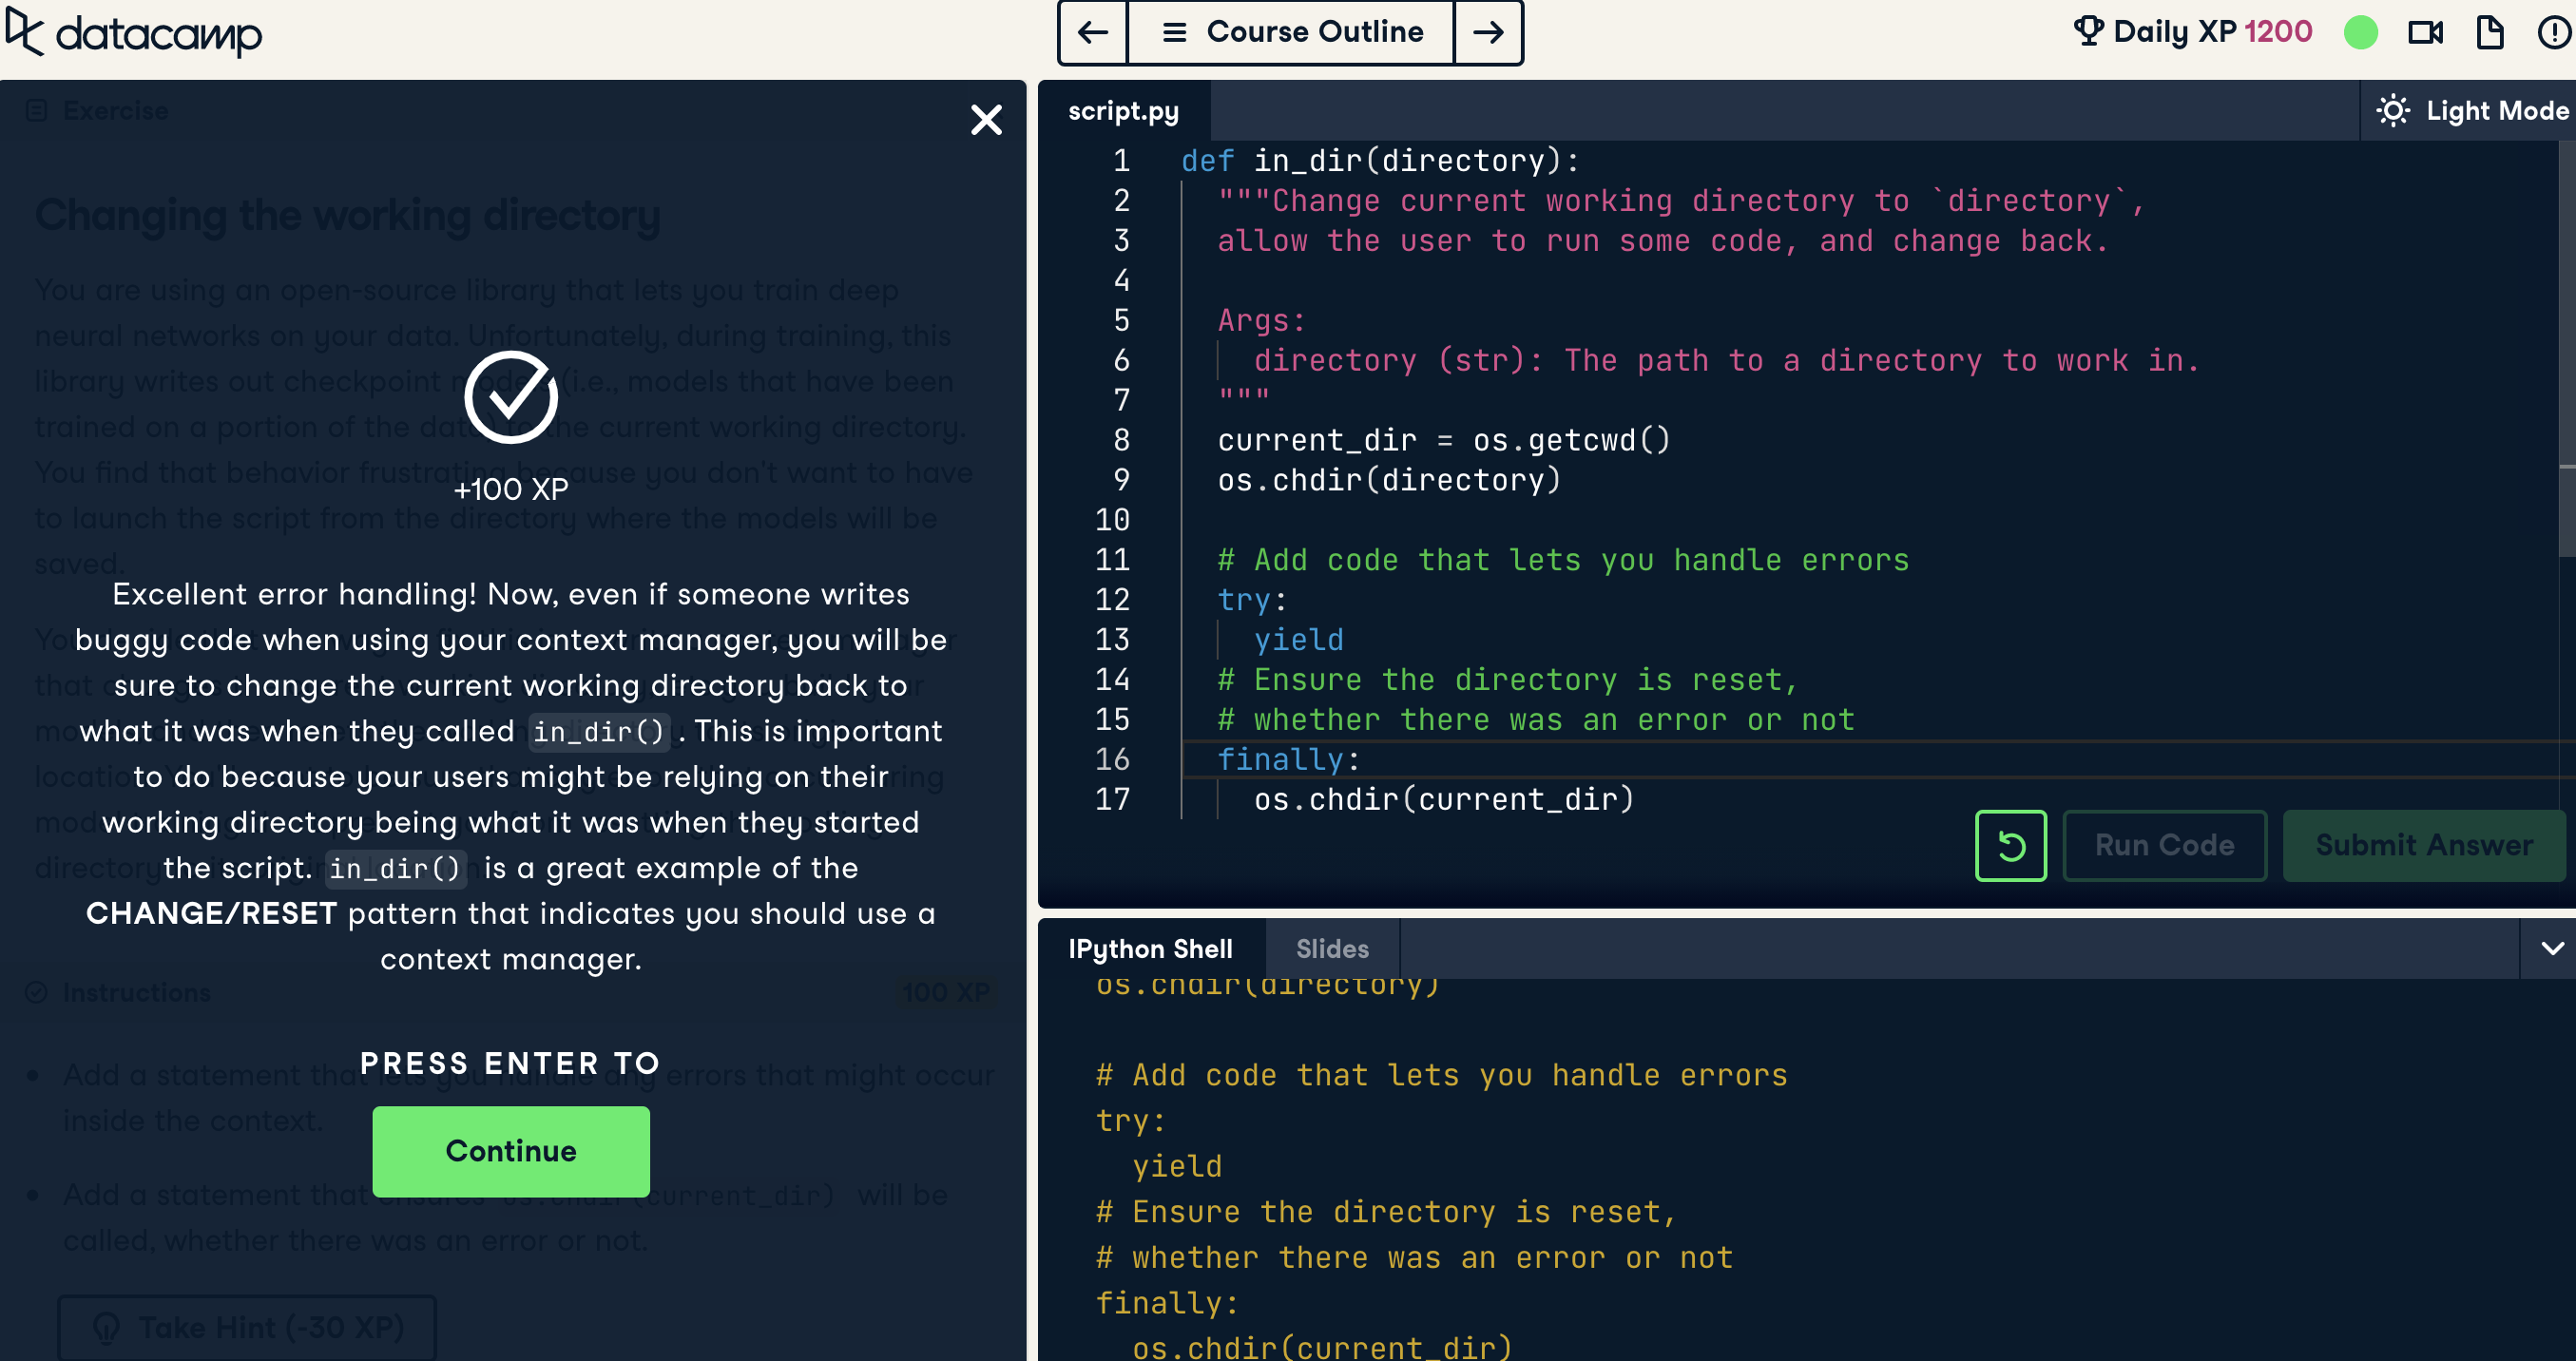 datacamp
Course Outline
Daily XP 1200
Exercise
Changing the working directory
You are using an open-source library that lets you train deep
neural networks on your data. Unfortunately, during training, this
library writes out checkpoint models (i.e., models that have been
trained on a portion of the data) to the current working directory.
You find that behavior frustrating because you don't want to have
to launch the script from the directory where the models will be
saved.
+100 XP
Excellent error handling! Now, even if someone writes
buggy code when using your context manager, you will be
sure to change the current working directory back to
what it was when they called in_dir(). This is important
to do because your users might be relying on their
working directory being what it was when they started
the script. in_dir() is a great example of the
CHANGE/RESET pattern that indicates you should use a
context manager.
Instructions
100 XP
PRESS ENTER TO
Continue
Add a statement that lets you handle any errors that might occur
inside the context.
Add a statement that ensures os.chdir(current_dir) will be
called, whether there was an error or not.
Take Hint (-30 XP)
script.py
Light Mode
1 def in_dir(directory):
2 """Change current working directory to `directory`,
3 allow the user to run some code, and change back.
4
5 Args:
6 directory (str): The path to a directory to work in.
7 """
8 current_dir = os.getcwd()
9 os.chdir(directory)
10
11 # Add code that lets you handle errors
12 try:
13 yield
14 # Ensure the directory is reset,
15 # whether there was an error or not
16 finally:
17 os.chdir(current_dir)
Run Code
Submit Answer
IPython Shell
Slides
os.chdir(directory)
# Add code that lets you handle errors
try:
yield
# Ensure the directory is reset,
# whether there was an error or not
finally:
os.chdir(current_dir)